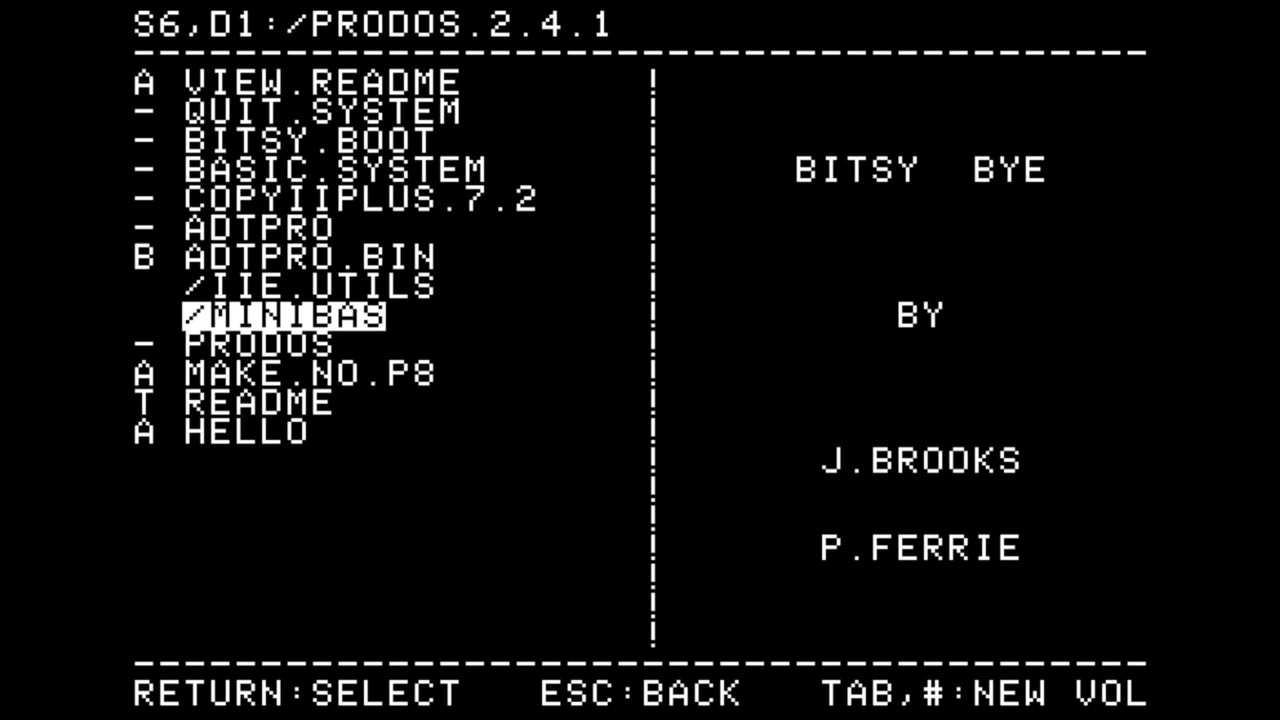 S6,D1:/PRODOS.2.4.1
A VIEW.README
- QUIT.SYSTEM
- BITSY.BOOT
- BASIC.SYSTEM
- COPYIIPLUS.7.2
- ADTPRO
B ADTPRO.BIN
/IIE.UTILS
/MINIBAS
- PRODOS
A MAKE.NO.P8
T README
A HELLO
BITSY BYE
BY
J.BROOKS
P.FERRIE
RETURN:SELECT ESC:BACK TAB,#:NEW VOL